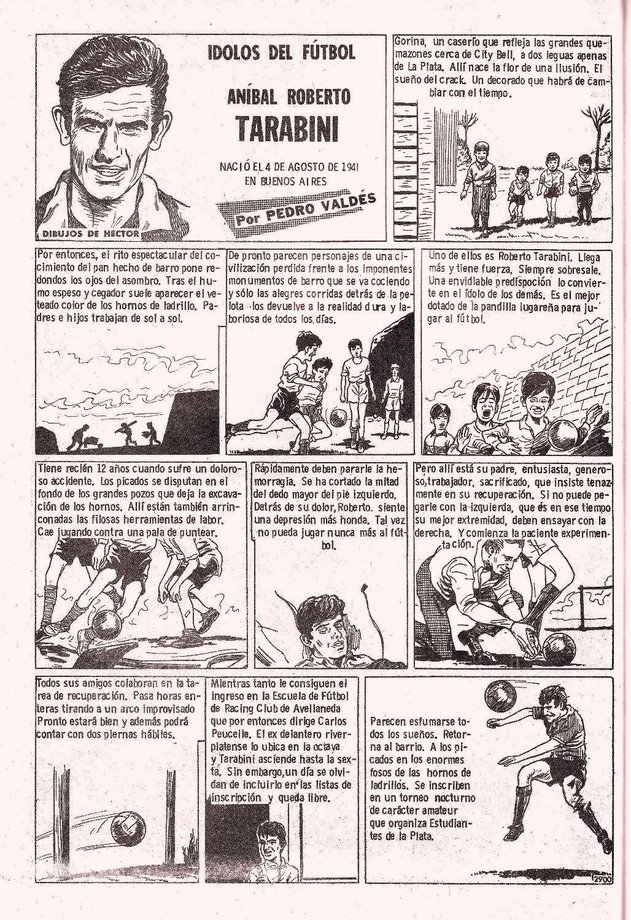 IDOLOS DEL FÚTBOL
ANÍBAL ROBERTO
TARABINI
NACIÓ EL 4 DE AGOSTO DE 1941
EN BUENOS AIRES
Por PEDRO VALDÉS
DIBUJOS DE HECTOR
Gorina, un caserío que refleja las grandes que-
mazones cerca de City Bell, a dos leguas apenas
de La Plata. Allí nace la flor de una ilusión. El
sueño del crack. Un decorado que habrá de cam-
biar con el tiempo.
Por entonces, el rito espectacular del co-
cimiento del pan hecho de barro pone re-
dondos los ojos del asombro. Tras el hu-
mo espeso y cegador suele aparecer el ve-
teado color de los hornos de ladrillo. Pa-
dres e hijos trabajan de sol a sol.
De pronto parecen personajes de una ci-
vilización perdida frente a los imponentes
monumentos de barro que se va cociendo
y sólo las alegres corridas detrás de la pe-
lota los devuelve a la realidad dura y la-
boriosa de todos los días.
Uno de ellos es Roberto Tarabini. Llega
más y tiene fuerza, Siempre sobresale.
Una envidiable predispoción lo convier-
te en el ídolo de los demás. Es el mejor
dotado de la pandilla lugareña para ju-
gar al fútbol.
Tiene recién 12 años cuando sufre un doloro-
so accidente. Los picados se disputan en el
fondo de los grandes pozos que deja la excava-
ción de los hornos. Allí están también arrin-
conadas las filosas herramientas de labor.
Cae jugando contra una pala de puntear.
Rápidamente deben pararle la he-
morragia. Se ha cortado la mitad
del dedo mayor del pié izquierdo.
Detrás de su dolor, Roberto. siente
una depresión más honda. Tal vez
no pueda jugar nunca más al fút-
bol.
Pero allí está su padre, entusiasta, genero-
so, trabajador, sacrificado, que insiste tenaz-
mente en su recuperación. Si no puede pe-
garle con la izquierda, que es en ese tiempo
su mejor extremidad, deben ensayar con la
derecha. Y comienza la paciente experimen-
tación.
Todos sus amigos colaboran en la ta-
rea de recuperación. Pasa horas en-
teras tirando a un arco improvisado
Pronto estará bien y además podrá
contar con dos piernas hábiles.
Mientras tanto le consiguen el
ingreso en la Escuela de Fútbol
de Racing Club de Avellaneda
que por entonces dirige Carlos
Peucelle. El ex delantero river-
platense lo ubica en la octava
y Tarabini asciende hasta la sex-
tá. Sin embargo, un día se olvi-
dan de incluirlo en las listas de
inscripción y queda libre.
Parecen esfumarse to-
dos los sueños. Retor-
na al barrio. A los pi-
cados en los enormes
fosos de las hornos de
ladrillos. Se inscriben
en un torneo nocturno
de carácter amateur
que organiza Estudian-
tes de la Plata.
2900